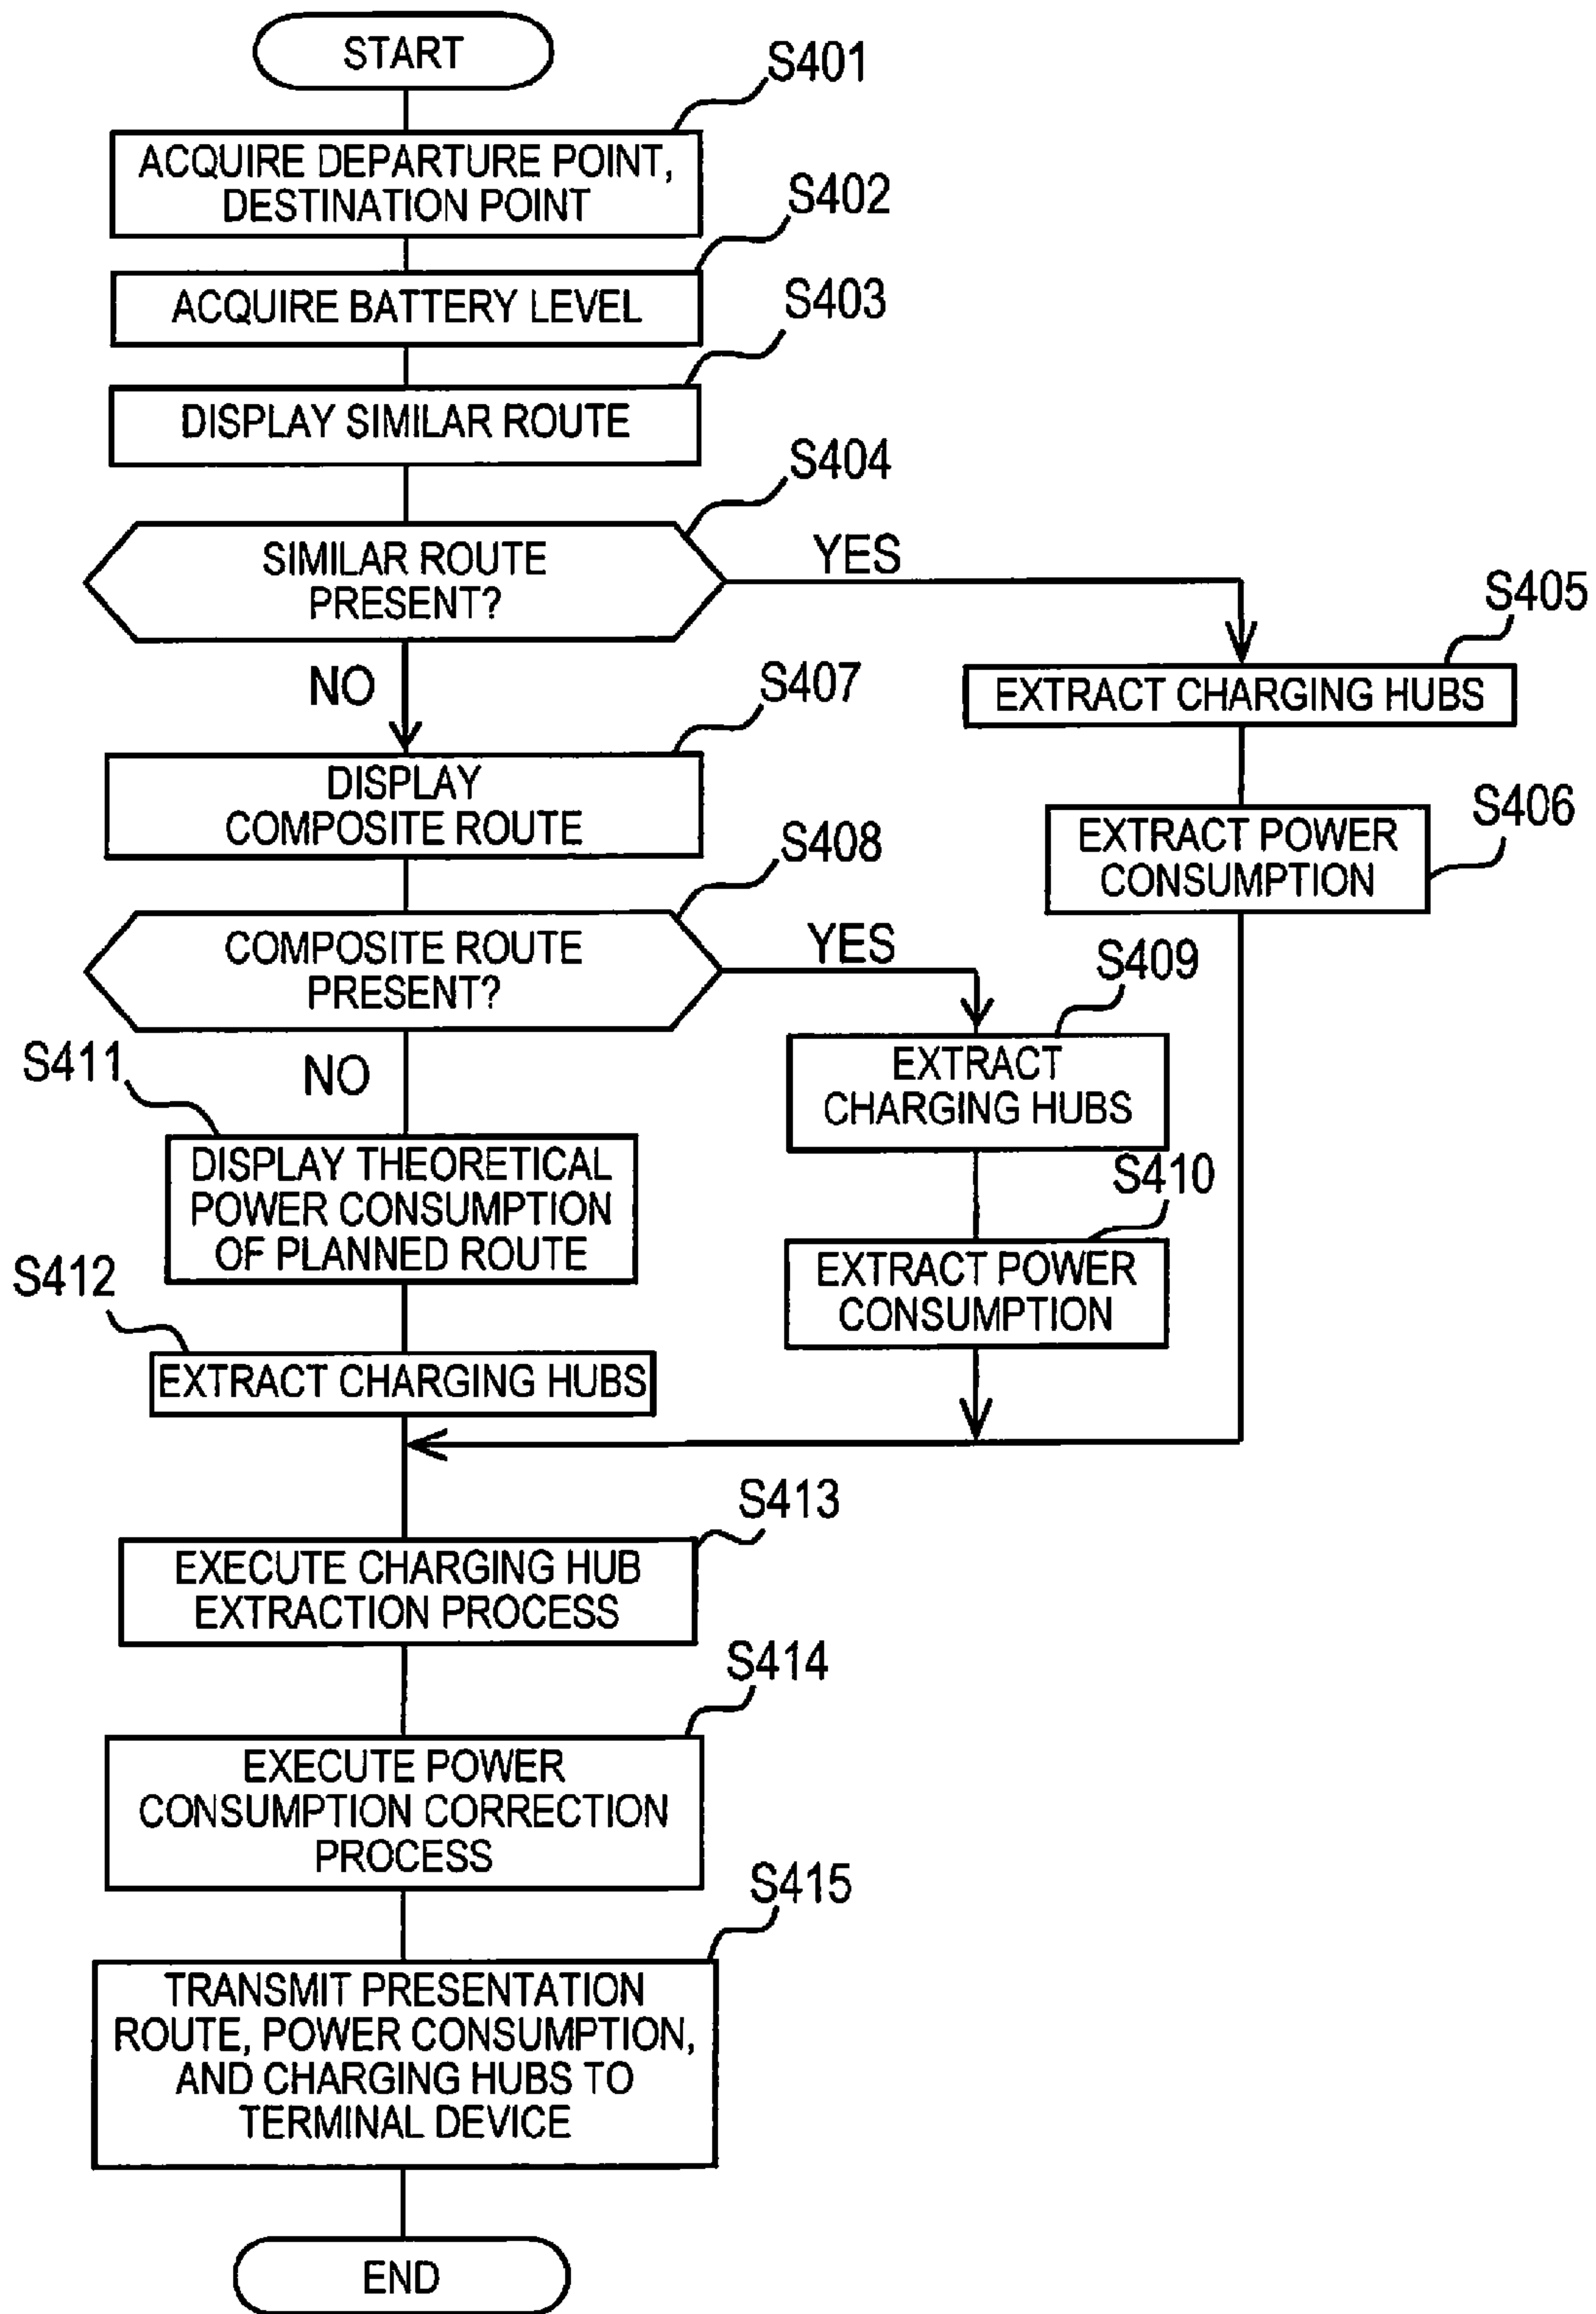 START
S401
ACQUIRE DEPARTURE POINT,
DESTINATION POINT
S402
ACQUIRE BATTERY LEVEL
S403
DISPLAY SIMILAR ROUTE
S404
SIMILAR ROUTE
PRESENT?
YES
NO
S405
EXTRACT CHARGING HUBS
S406
EXTRACT POWER
CONSUMPTION
S407
DISPLAY
COMPOSITE ROUTE
S408
COMPOSITE ROUTE
PRESENT?
YES
NO
S409
EXTRACT
CHARGING HUBS
S410
EXTRACT POWER
CONSUMPTION
S411
DISPLAY THEORETICAL
POWER CONSUMPTION
OF PLANNED ROUTE
S412
EXTRACT CHARGING HUBS
S413
EXECUTE CHARGING HUB
EXTRACTION PROCESS
S414
EXECUTE POWER
CONSUMPTION CORRECTION
PROCESS
S415
TRANSMIT PRESENTATION
ROUTE, POWER CONSUMPTION,
AND CHARGING HUBS TO
TERMINAL DEVICE
END